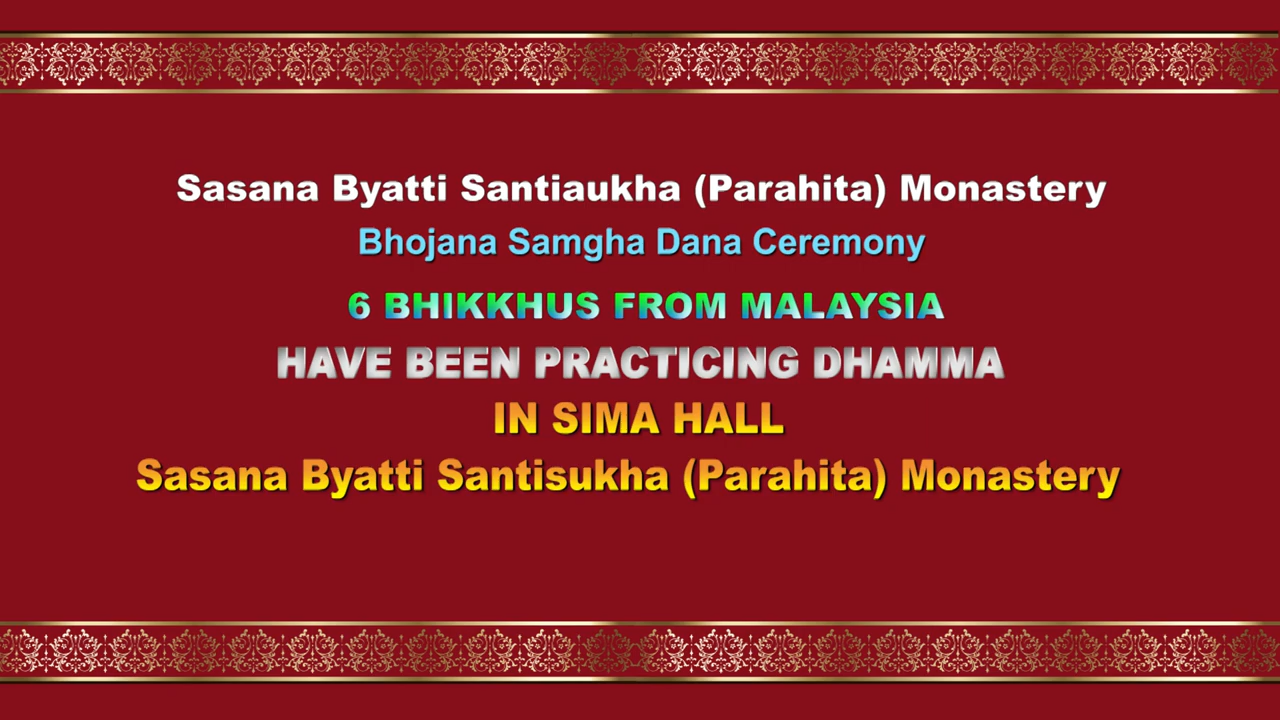 Sasana Byatti Santiaukha (Parahita) Monastery
Bhojana Samgha Dana Ceremony
6 BHIKKHUS FROM MALAYSIA
HAVE BEEN PRACTICING DHAMMA
IN SIMA HALL
Sasana Byatti Santisukha (Parahita) Monastery